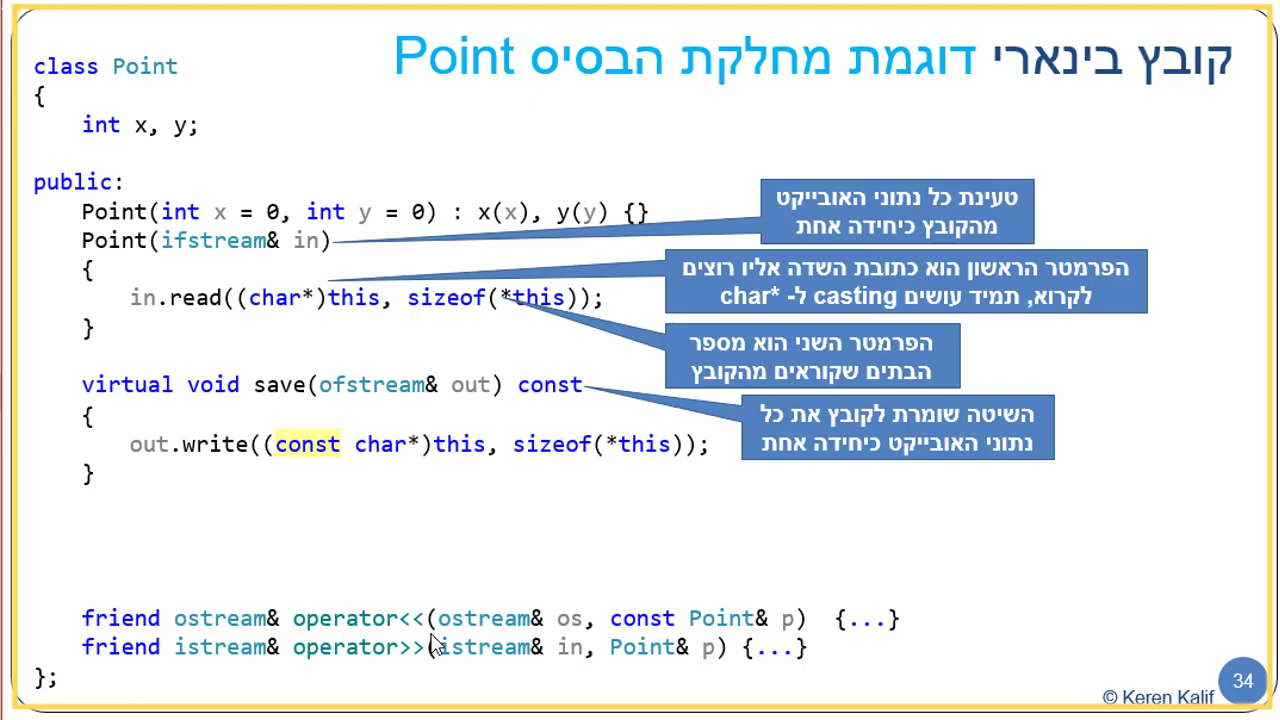 קובץ בינארי דוגמת מחלקת הבסיס Point
class Point
{
int x, y;
public:
Point(int x = 0, int y = 0) : x(x), y(y) {}
Point(ifstream& in)
{
in.read((char*)this, sizeof(*this));
}
virtual void save(ofstream& out) const
{
out.write((const char*)this, sizeof(*this));
}
friend ostream& operator<<(ostream& os, const Point& p) {...}
friend istream& operator>>(istream& in, Point& p) {...}
};
טעינת כל נתוני האובייקט
מהקובץ כיחידה אחת
הפרמטר הראשון הוא כתובת השדה אליו רוצים
לקרוא, תמיד עושים casting ל- char*
הפרמטר השני הוא מספר
הבתים שקוראים מהקובץ
השיטה שומרת לקובץ את כל
נתוני האובייקט כיחידה אחת
34
© Keren Kalif